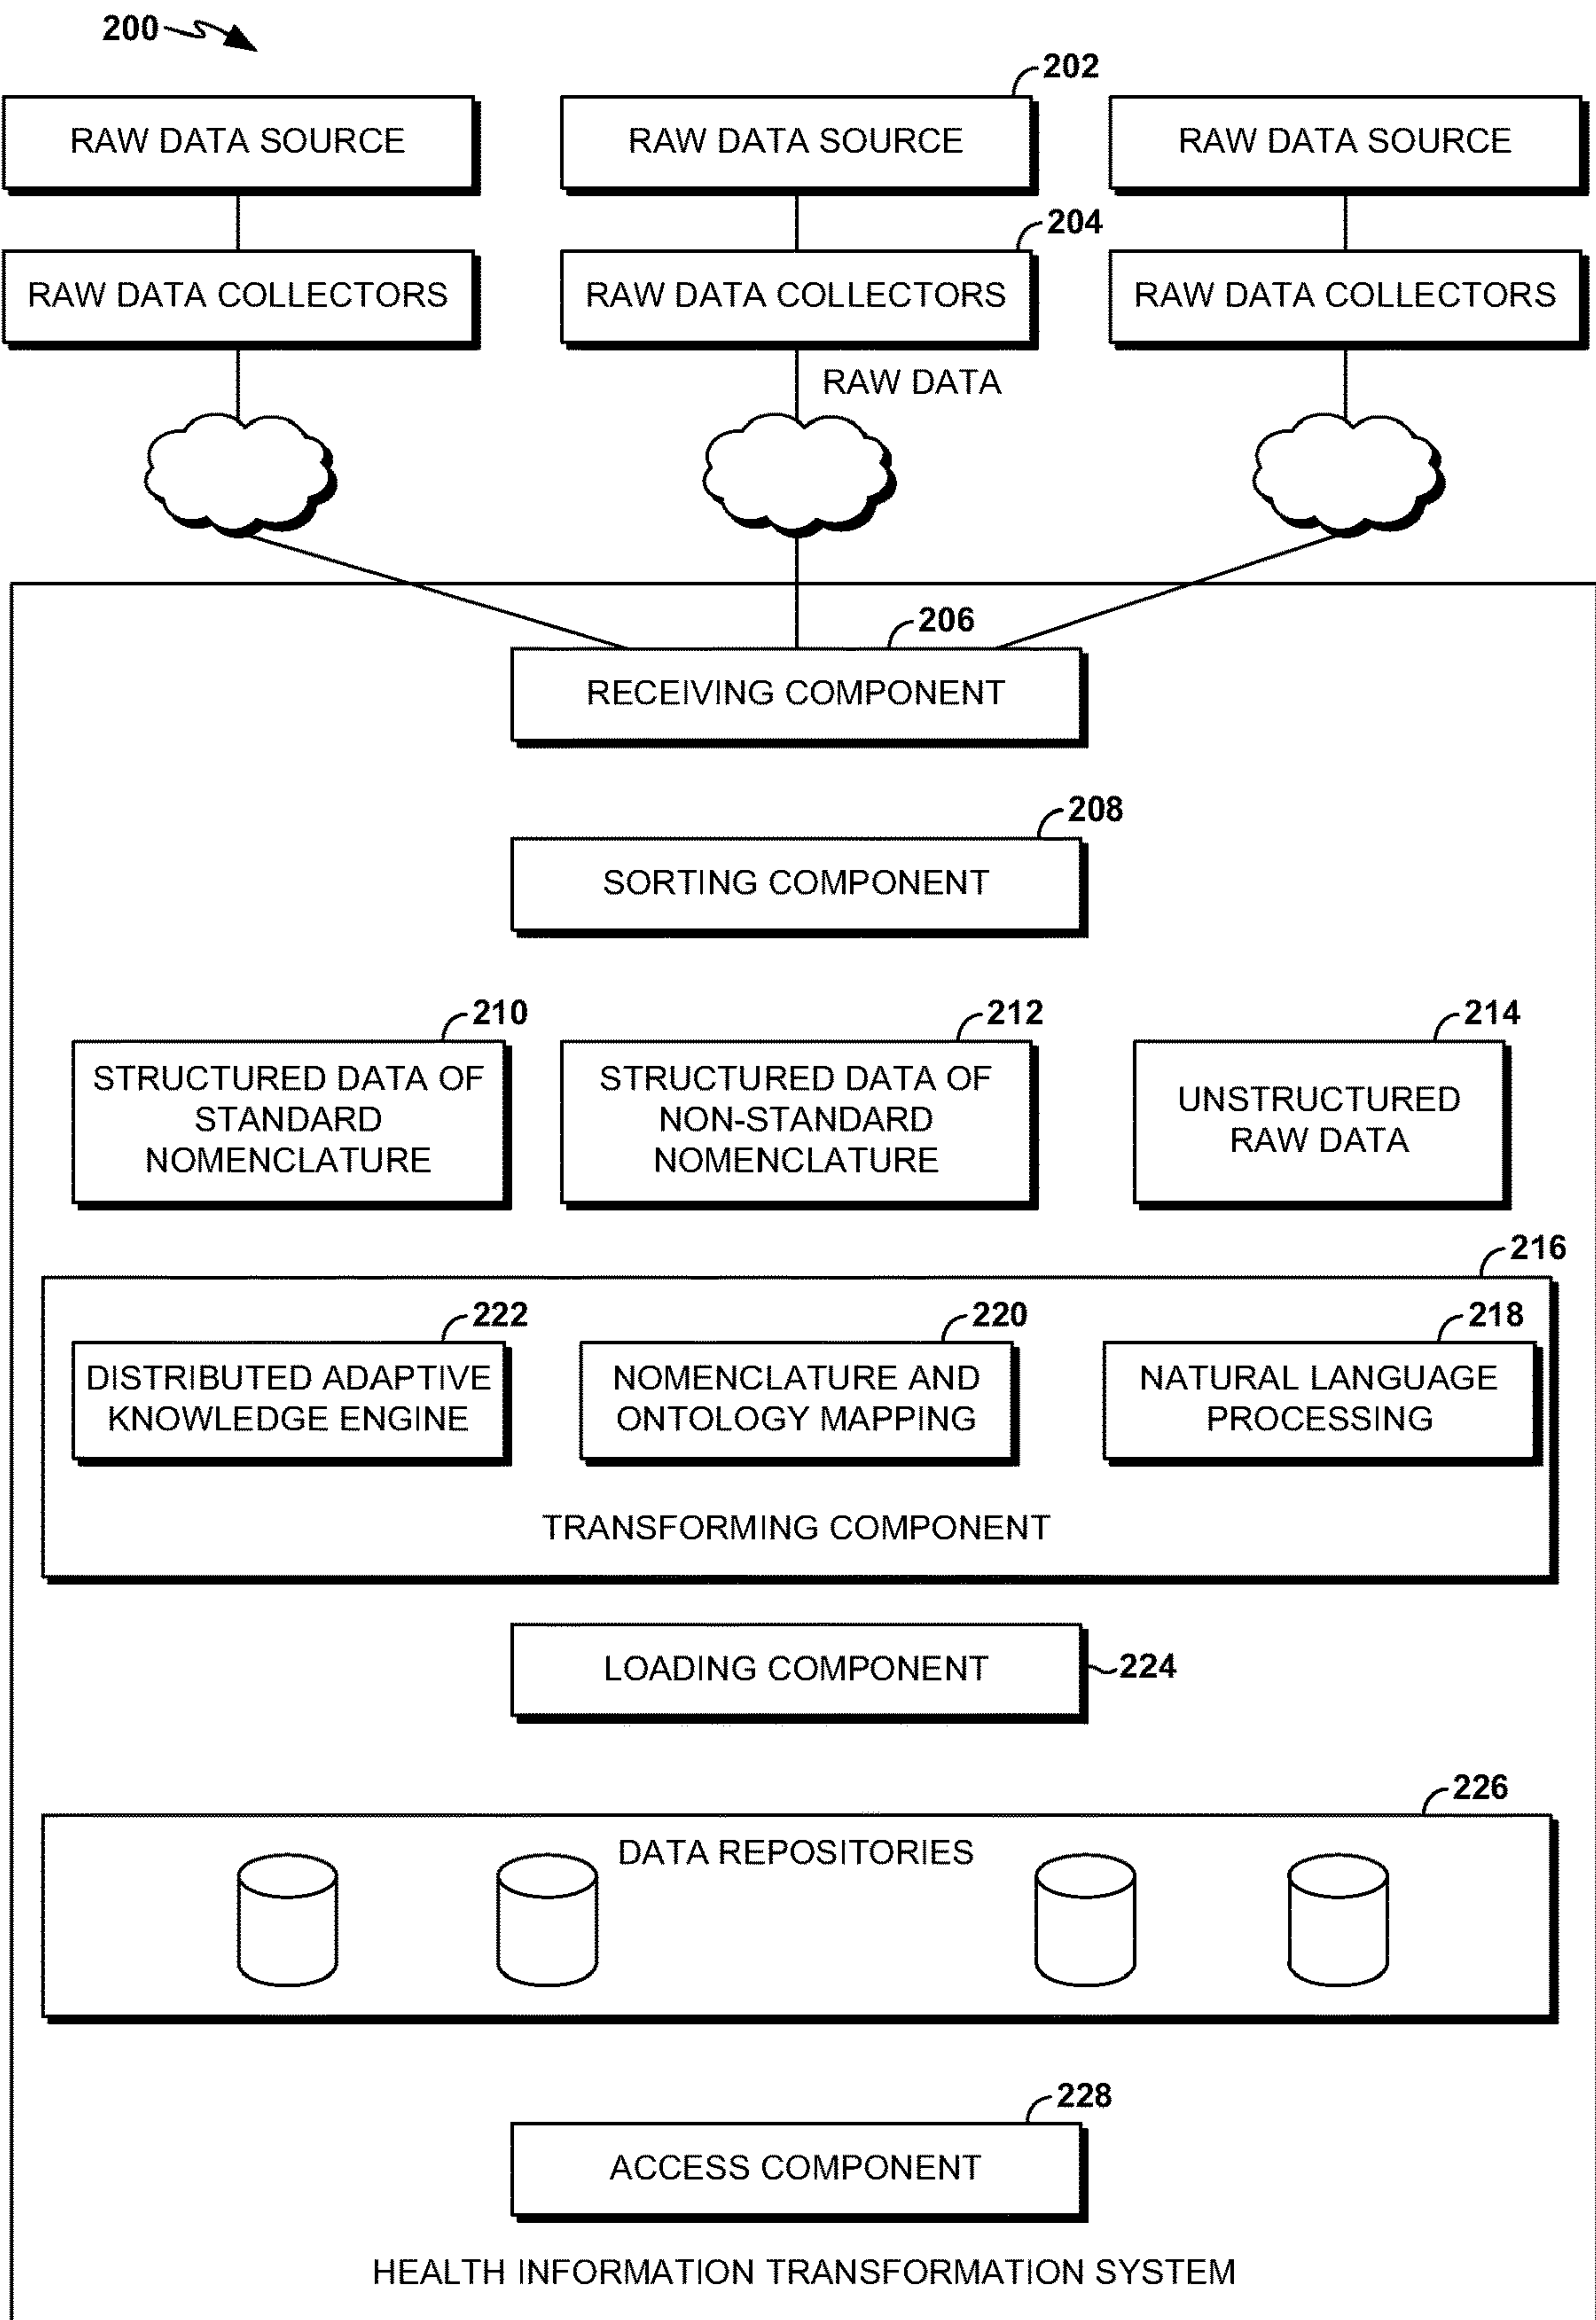 200
202
RAW DATA SOURCE
RAW DATA SOURCE
RAW DATA SOURCE
204
RAW DATA COLLECTORS
RAW DATA COLLECTORS
RAW DATA COLLECTORS
RAW DATA
206
RECEIVING COMPONENT
208
SORTING COMPONENT
210
STRUCTURED DATA OF
STANDARD
NOMENCLATURE
212
STRUCTURED DATA OF
NON-STANDARD
NOMENCLATURE
214
UNSTRUCTURED
RAW DATA
216
222
DISTRIBUTED ADAPTIVE
KNOWLEDGE ENGINE
220
NOMENCLATURE AND
ONTOLOGY MAPPING
218
NATURAL LANGUAGE
PROCESSING
TRANSFORMING COMPONENT
LOADING COMPONENT
224
226
DATA REPOSITORIES
228
ACCESS COMPONENT
HEALTH INFORMATION TRANSFORMATION SYSTEM